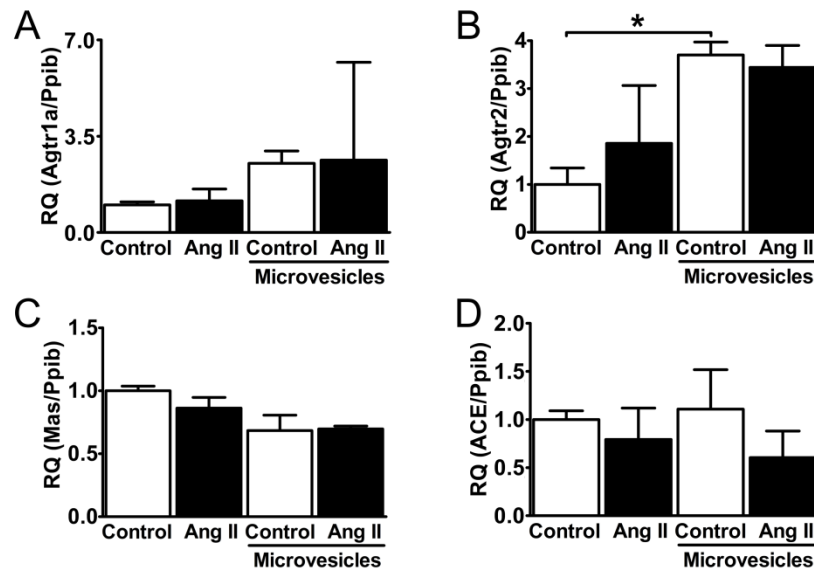 A
RQ (Agtr1a/Ppib)
7.0
3.5
0.0
Control Ang II Control Ang II
Microvesicles
B
*
RQ (Agtr2/Ppib)
4
3
2
1
0
Control Ang II Control Ang II
Microvesicles
C
RQ (Mas/Ppib)
1.5
1.0
0.5
0.0
Control Ang II Control Ang II
Microvesicles
D
RQ (ACE/Ppib)
2.0
1.5
1.0
0.5
0.0
Control Ang II Control Ang II
Microvesicles